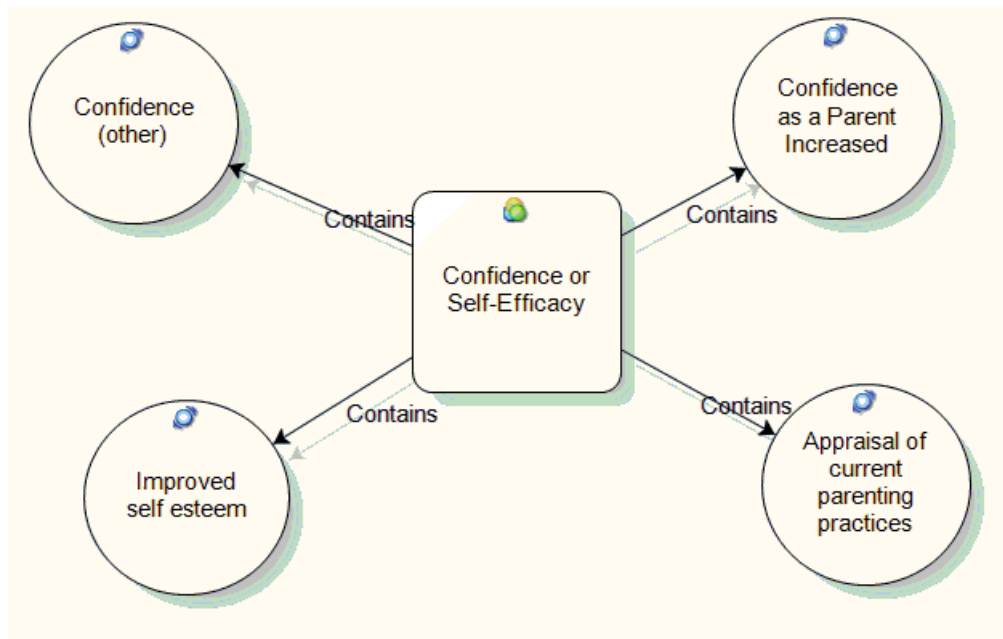 Confidence
(other)
Confidence
as a Parent
Increased
Contains
Contains
Confidence or
Self-Efficacy
Contains
Contains
Improved
self esteem
Appraisal of
current
parenting
practices